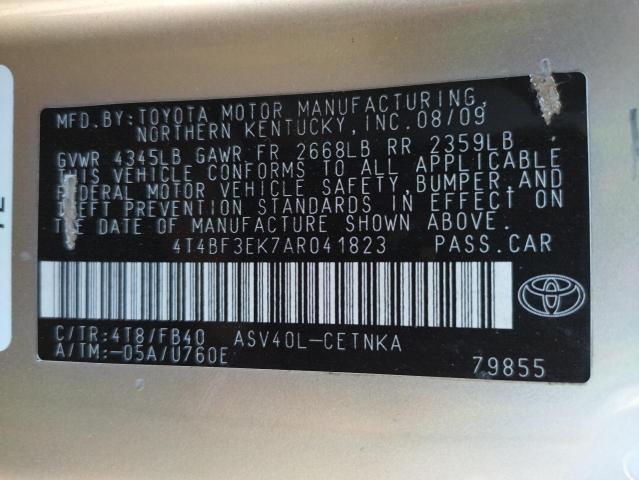 MFD.BY:TOYOTA MOTOR MANUFACTURING,
NORTHERN KENTUCKY,INC.08/09
GVWR 4345LB GAWR FR 2668LB RR 2359LB
THIS VEHICLE CONFORMS TO ALL APPLICABLE
FEDERAL MOTOR VEHICLE SAFETY,BUMPER,AND
THEFT PREVENTION STANDARDS IN EFFECT ON
THE DATE OF MANUFACTURE SHOWN ABOVE.
4T4BF3EK7AR041823 PASS.CAR
C/TR:4T8/FB40 ASV40L-CETNKA
A/TM:-05A/U760E 79855